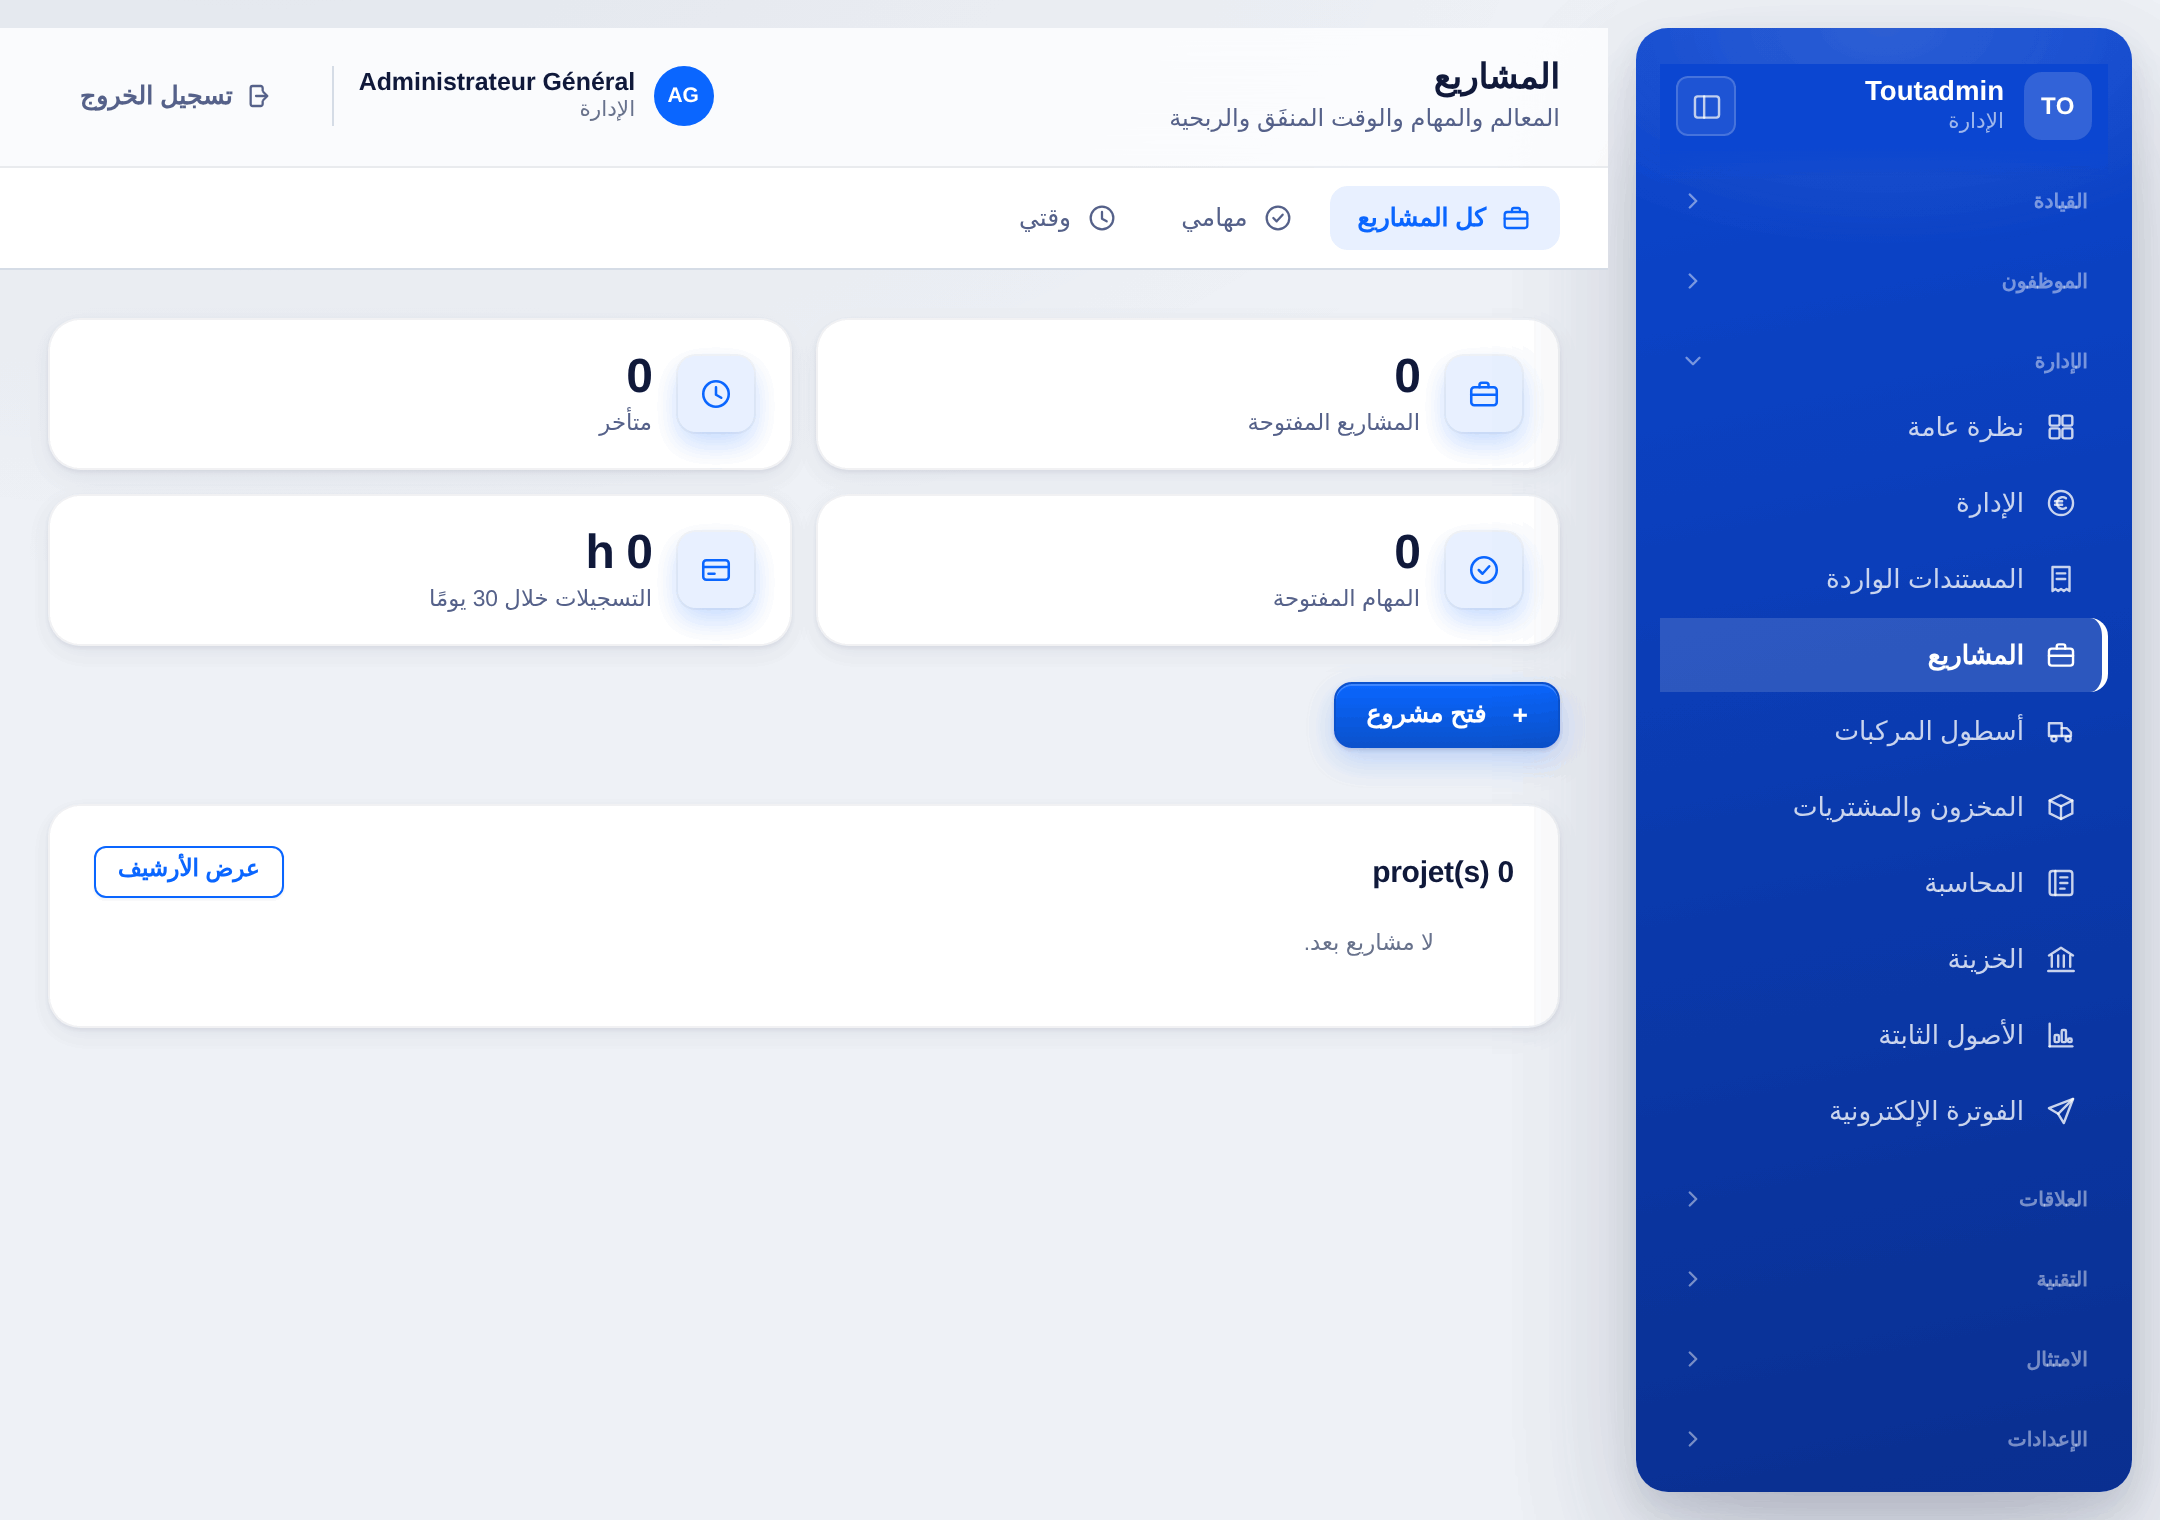 TO
Toutadmin
الإدارة
القيادة
الموظفون
الإدارة
نظرة عامة
الإدارة
المستندات الواردة
المشاريع
أسطول المركبات
المخزون والمشتريات
المحاسبة
الخزينة
الأصول الثابتة
الفوترة الإلكترونية
العلاقات
التقنية
الامتثال
الإعدادات
المشاريع
المعالم والمهام والوقت المنفَق والربحية
AG
Administrateur Général
الإدارة
تسجيل الخروج
كل المشاريع
مهامي
وقتي
0
المشاريع المفتوحة
0
متأخر
0
المهام المفتوحة
0 h
التسجيلات خلال 30 يومًا
+ فتح مشروع
0 projet(s)
عرض الأرشيف
لا مشاريع بعد.